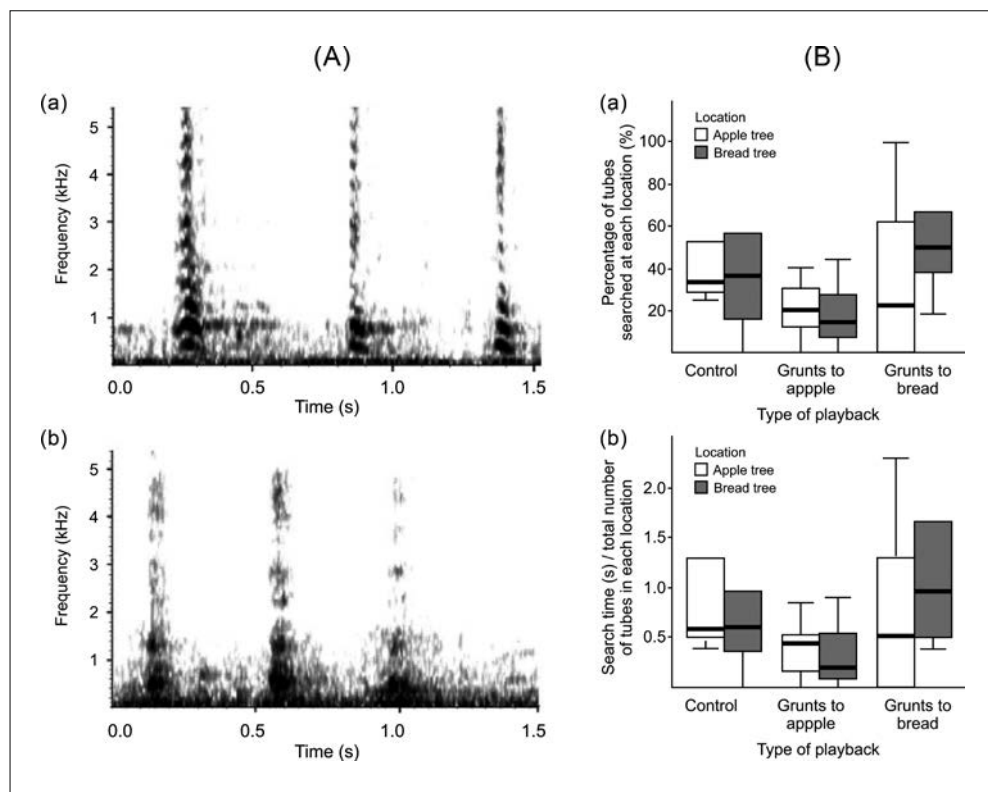 (A)
(a)
Frequency (kHz)
5
4
3
2
1
0.0
0.5
1.0
1.5
Time (s)
(b)
Frequency (kHz)
5
4
3
2
1
0.0
0.5
1.0
1.5
Time (s)
(B)
(a)
Percentage of tubes
searched at each location (%)
100
80
60
40
20
Location
Apple tree
Bread tree
Control
Grunts to
appple
Grunts to
bread
Type of playback
(b)
Search time (s) / total number
of tubes in each location
2.0
1.5
1.0
0.5
Location
Apple tree
Bread tree
Control
Grunts to
appple
Grunts to
bread
Type of playback